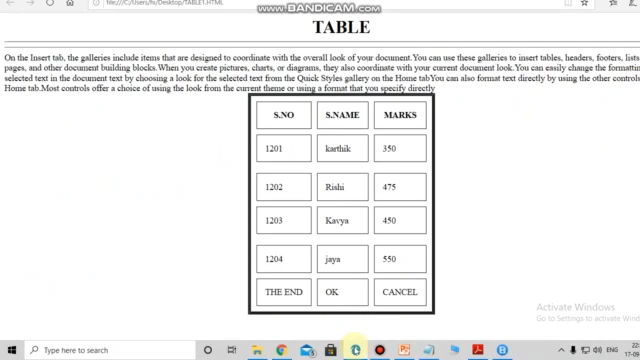 file:///C:/Users/hi/Desktop/TABLE1.HTML
www.BANDICAM.com
TABLE
On the Insert tab, the galleries include items that are designed to coordinate with the overall look of your document.You can use these galleries to insert tables, headers, footers, lists
pages, and other document building blocks.When you create pictures, charts, or diagrams, they also coordinate with your current document look.You can easily change the formattin
selected text in the document text by choosing a look for the selected text from the Quick Styles gallery on the Home tabYou can also format text directly by using the other controls
Home tab.Most controls offer a choice of using the look from the current theme or using a format that you specify directly
S.NO S.NAME MARKS
1201 karthik 350
1202 Rishi 475
1203 Kavya 450
1204 jaya 550
THE END OK CANCEL
Activate Windows
Go to Settings to activate Wind
Type here to search
ENG
22:
17-09